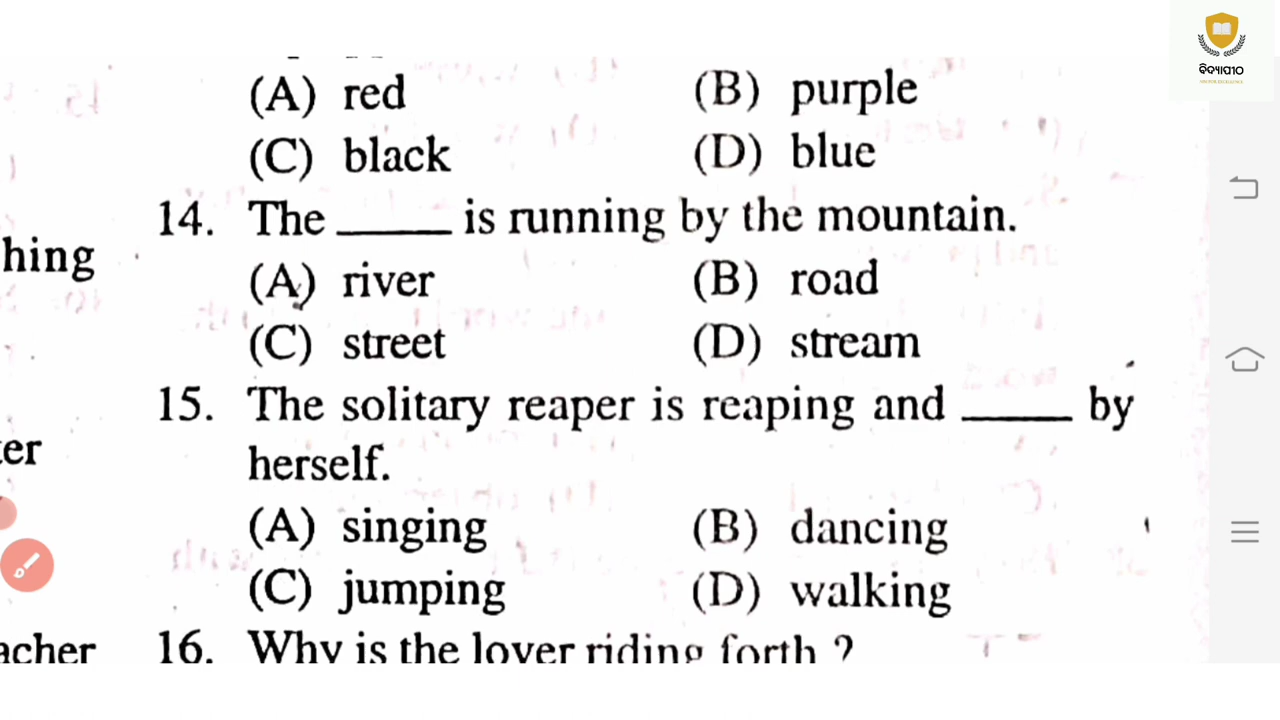 ବିଦ୍ୟାପୀଠ
(A) red (B) purple
(C) black (D) blue
14. The _____ is running by the mountain.
hing
(A) river (B) road
(C) street (D) stream
15. The solitary reaper is reaping and _____ by
er
herself.
(A) singing (B) dancing
(C) jumping (D) walking
acher
16. Why is the lover riding forth ?